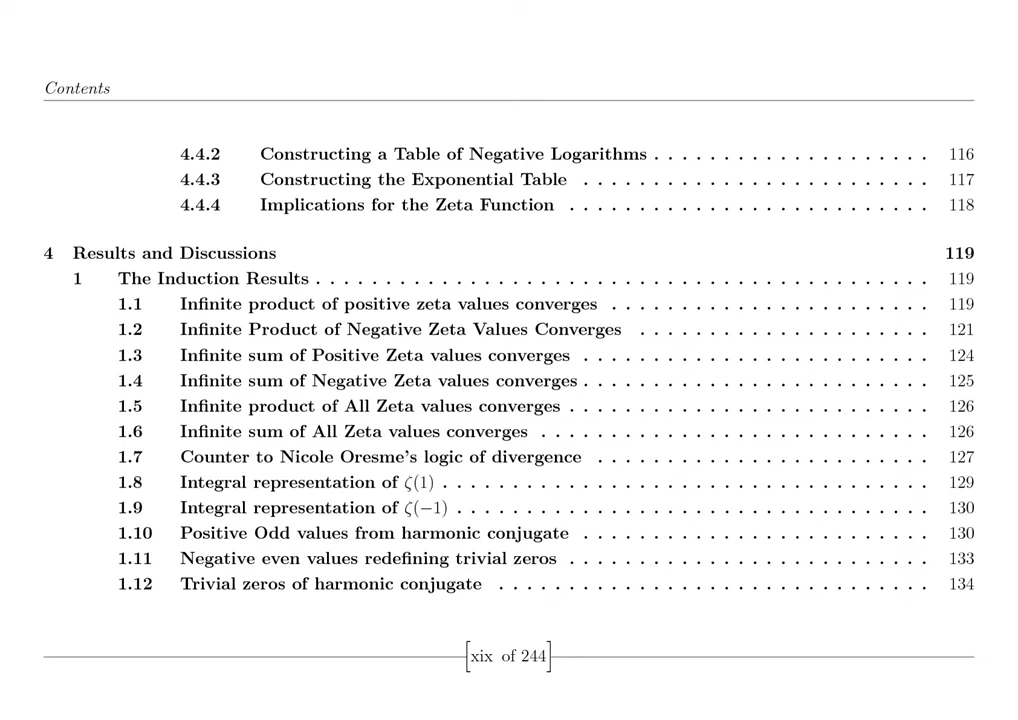 Contents
4.4.2 Constructing a Table of Negative Logarithms . . . . . . . . . . . . . . . . . . . . 116
4.4.3 Constructing the Exponential Table . . . . . . . . . . . . . . . . . . . . . . . . . 117
4.4.4 Implications for the Zeta Function . . . . . . . . . . . . . . . . . . . . . . . . . . 118
4 Results and Discussions 119
1 The Induction Results . . . . . . . . . . . . . . . . . . . . . . . . . . . . . . . . . . . . . . . . . . . . 119
1.1 Infinite product of positive zeta values converges . . . . . . . . . . . . . . . . . . . . . . . 119
1.2 Infinite Product of Negative Zeta Values Converges . . . . . . . . . . . . . . . . . . . . . 121
1.3 Infinite sum of Positive Zeta values converges . . . . . . . . . . . . . . . . . . . . . . . . . 124
1.4 Infinite sum of Negative Zeta values converges . . . . . . . . . . . . . . . . . . . . . . . . . 125
1.5 Infinite product of All Zeta values converges . . . . . . . . . . . . . . . . . . . . . . . . . . 126
1.6 Infinite sum of All Zeta values converges . . . . . . . . . . . . . . . . . . . . . . . . . . . . 126
1.7 Counter to Nicole Oresme's logic of divergence . . . . . . . . . . . . . . . . . . . . . . . . 127
1.8 Integral representation of ζ(1) . . . . . . . . . . . . . . . . . . . . . . . . . . . . . . . . . . . 129
1.9 Integral representation of ζ(−1) . . . . . . . . . . . . . . . . . . . . . . . . . . . . . . . . . . 130
1.10 Positive Odd values from harmonic conjugate . . . . . . . . . . . . . . . . . . . . . . . . . 130
1.11 Negative even values redefining trivial zeros . . . . . . . . . . . . . . . . . . . . . . . . . . 133
1.12 Trivial zeros of harmonic conjugate . . . . . . . . . . . . . . . . . . . . . . . . . . . . . . . 134
[xix of 244]